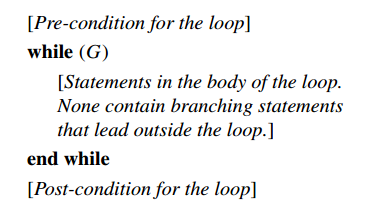 [Pre-condition for the loop]
while (G)
[Statements in the body of the loop.
None contain branching statements
that lead outside the loop.]
end while
[Post-condition for the loop]